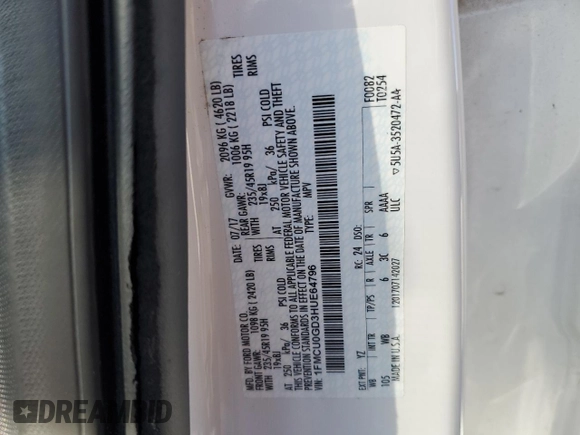 MFD. BY FORD MOTOR CO.
DATE: 07/17 GVWR: 2096 KG ( 4620 LB)
FRONT GAWR: 1098 KG (2420 LB) REAR GAWR: 1006 KG (2218 LB)
WITH 235/45R19 95H TIRES WITH 235/45R19 95H TIRES
19x8J RIMS 19x8J RIMS
AT 250 kPa/ 36 PSI COLD AT 250 kPa/ 36 PSI COLD
THIS VEHICLE CONFORMS TO ALL APPLICABLE FEDERAL MOTOR VEHICLE SAFETY AND THEFT PREVENTION
STANDARDS IN EFFECT ON THE DATE OF MANUFACTURE SHOWN ABOVE.
VIN: 1FMCU0GD3HUE64796 TYPE: MPV
F0082
T0254
EXT PNT: YZ RC: 24 DSO:
WB INT TR TP/PS R AXLE TR SPR
105 WB 6 3C 6 AAAA
ULC
MADE IN U.S.A. 1201707142027
▽ 5U5A-3520472-AA
DREAMBID